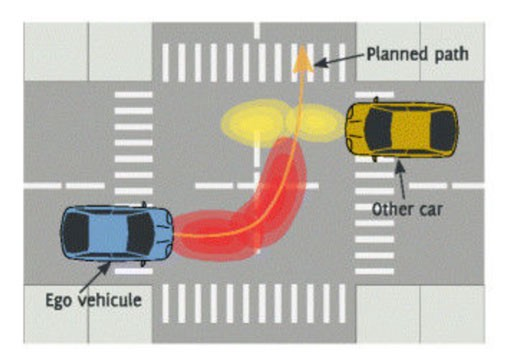 Planned path
Other car
Ego vehicule